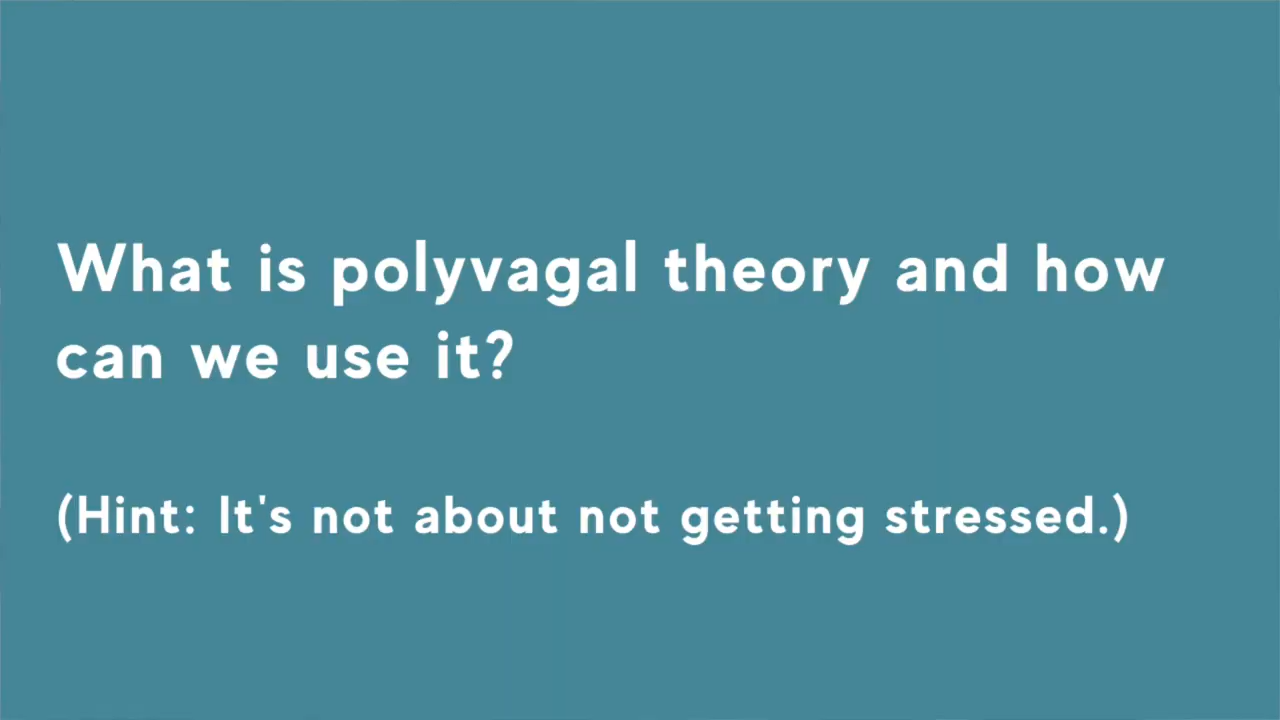 What is polyvagal theory and how
can we use it?
(Hint: It's not about not getting stressed.)